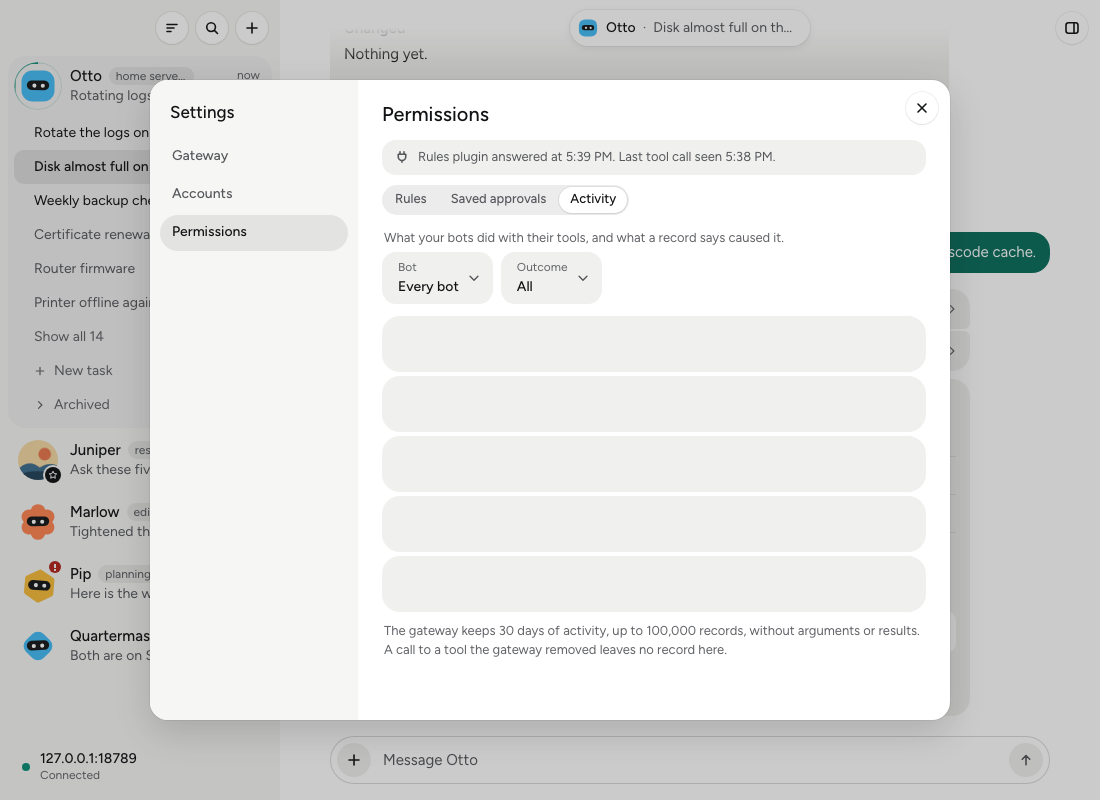 Changed
Nothing yet.
Otto · Disk almost full on th…
Otto home serve…
now
Rotating logs
Rotate the logs on
Disk almost full on
Weekly backup che
Certificate renewa
Router firmware
Printer offline again
Show all 14
New task
Archived
Juniper res
Ask these fiv
Marlow edi
Tightened th
Pip planning
Here is the w
Quartermas
Both are on S
127.0.0.1:18789
Connected
Settings
Gateway
Accounts
Permissions
Permissions
Rules plugin answered at 5:39 PM. Last tool call seen 5:38 PM.
Rules Saved approvals Activity
What your bots did with their tools, and what a record says caused it.
Bot
Every bot
Outcome
All
The gateway keeps 30 days of activity, up to 100,000 records, without arguments or results.
A call to a tool the gateway removed leaves no record here.
scode cache.
Message Otto